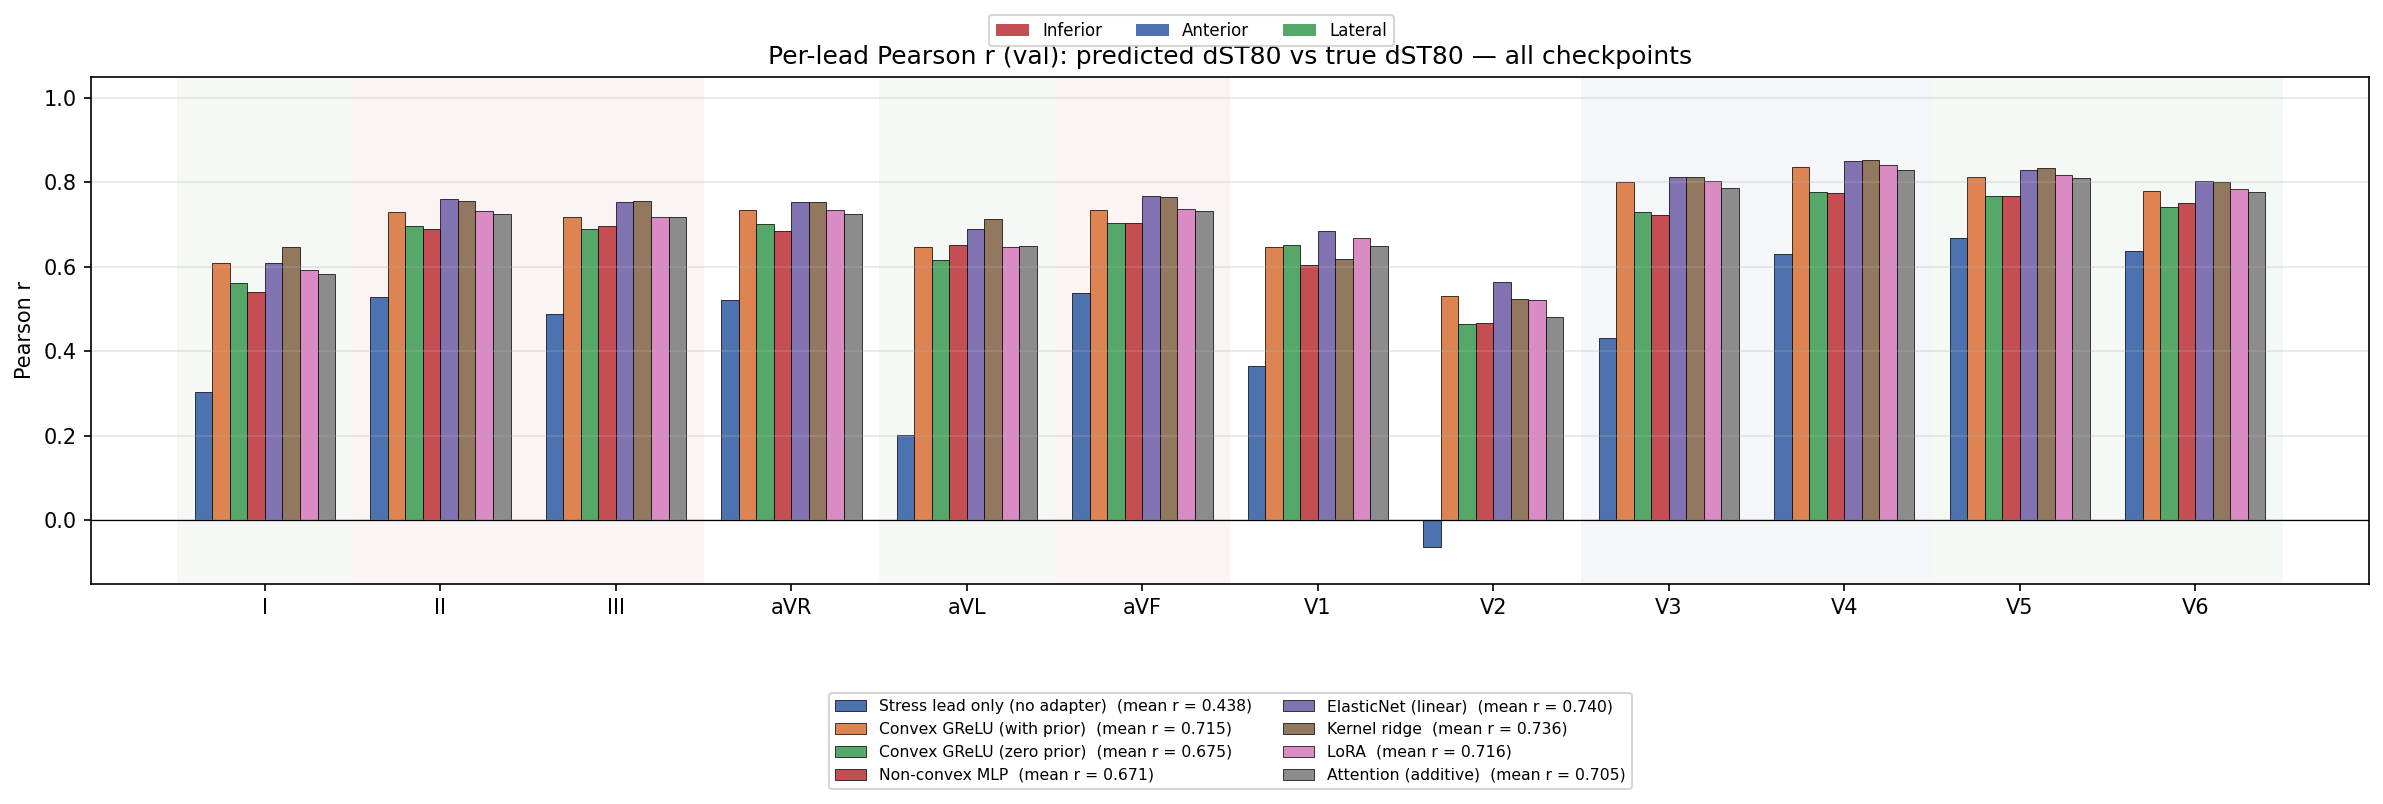 Inferior Anterior Lateral
Per-lead Pearson r (val): predicted dST80 vs true dST80 — all checkpoints
Pearson r
1.0
0.8
0.6
0.4
0.2
0.0
I II III aVR aVL aVF V1 V2 V3 V4 V5 V6
Stress lead only (no adapter) (mean r = 0.438)
Convex GReLU (with prior) (mean r = 0.715)
Convex GReLU (zero prior) (mean r = 0.675)
Non-convex MLP (mean r = 0.671)
ElasticNet (linear) (mean r = 0.740)
Kernel ridge (mean r = 0.736)
LoRA (mean r = 0.716)
Attention (additive) (mean r = 0.705)